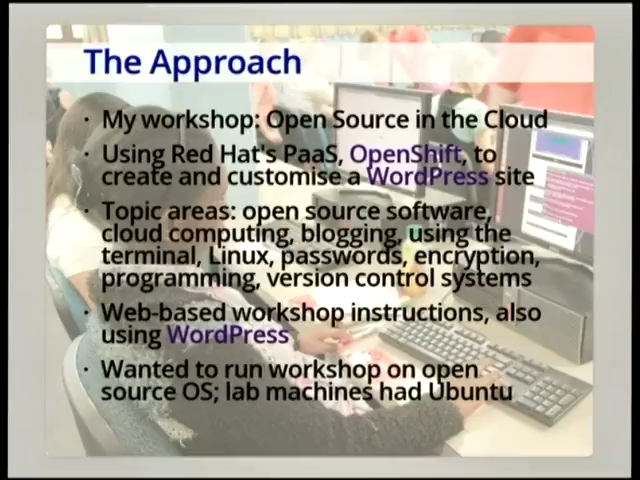 The Approach
· My workshop: Open Source in the Cloud
· Using Red Hat's PaaS, OpenShift, to
create and customise a WordPress site
· Topic areas: open source software,
cloud computing, blogging, using the
terminal, Linux, passwords, encryption,
programming, version control systems
· Web-based workshop instructions, also
using WordPress
· Wanted to run workshop on open
source OS; lab machines had Ubuntu